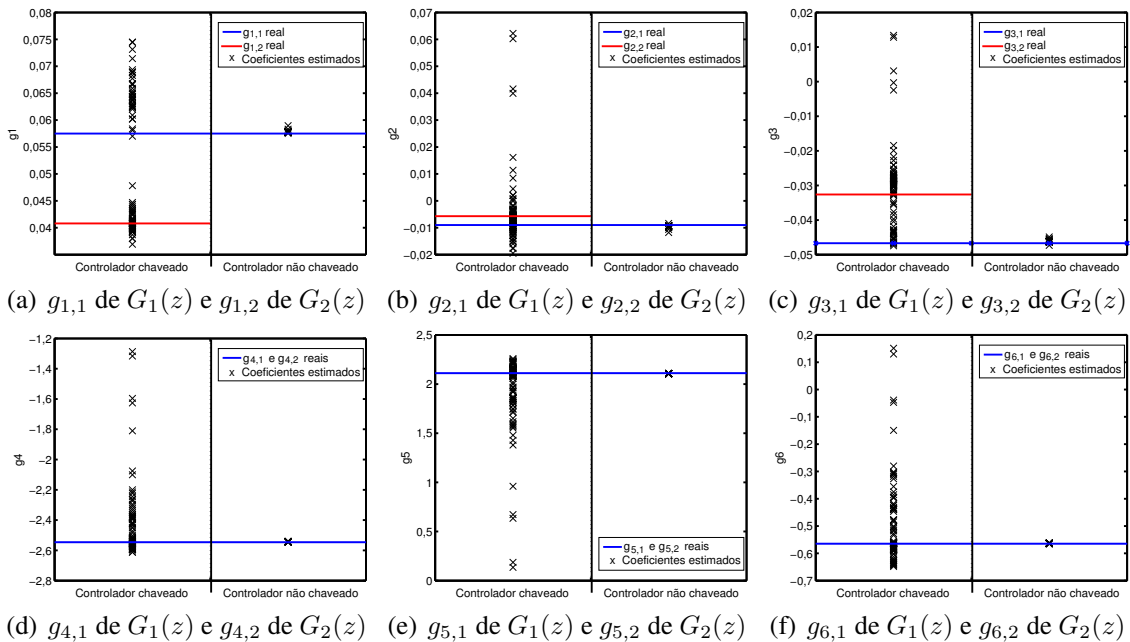 g1
0,08
0,075
0,07
0,065
0,06
0,055
0,05
0,045
0,04
g1,1 real
g1,2 real
x Coeficientes estimados
Controlador chaveado
Controlador não chaveado
(a) g1,1 de G1(z) e g1,2 de G2(z)
g2
0,07
0,06
0,05
0,04
0,03
0,02
0,01
0
−0,01
−0,02
g2,1 real
g2,2 real
x Coeficientes estimados
Controlador chaveado
Controlador não chaveado
(b) g2,1 de G1(z) e g2,2 de G2(z)
g3
0,02
0,01
0
−0,01
−0,02
−0,03
−0,04
−0,05
g3,1 real
g3,2 real
x Coeficientes estimados
Controlador chaveado
Controlador não chaveado
(c) g3,1 de G1(z) e g3,2 de G2(z)
g4
−1,2
−1,4
−1,6
−1,8
−2
−2,2
−2,4
−2,6
−2,8
g4,1 e g4,2 reais
x Coeficientes estimados
Controlador chaveado
Controlador não chaveado
(d) g4,1 de G1(z) e g4,2 de G2(z)
g5
2,5
2
1,5
1
0,5
0
g5,1 e g5,2 reais
x Coeficientes estimados
Controlador chaveado
Controlador não chaveado
(e) g5,1 de G1(z) e g5,2 de G2(z)
g6
0,2
0,1
0
−0,1
−0,2
−0,3
−0,4
−0,5
−0,6
−0,7
g6,1 e g6,2 reais
x Coeficientes estimados
Controlador chaveado
Controlador não chaveado
(f) g6,1 de G1(z) e g6,2 de G2(z)